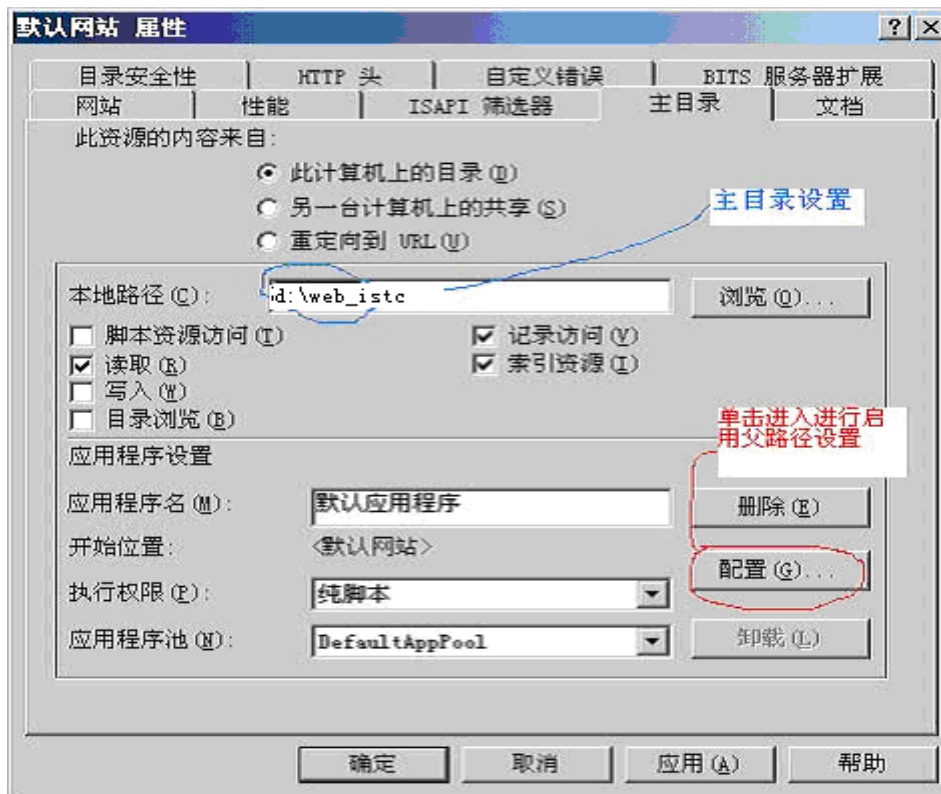 默认网站 属性
目录安全性 HTTP 头 自定义错误 BITS 服务器扩展
网站 性能 ISAPI 筛选器 主目录 文档
此资源的内容来自:
此计算机上的目录(D)
另一台计算机上的共享(S)
主目录设置
重定向到 URL(U)
本地路径(C): d:\web_istc 浏览(O)...
脚本资源访问(T) 记录访问(V)
读取(R) 索引资源(I)
写入(W)
目录浏览(B)
单击进入进行启
用父路径设置
应用程序设置
应用程序名(M): 默认应用程序 删除(E)
开始位置: <默认网站>
配置(G)...
执行权限(P): 纯脚本
应用程序池(N): DefaultAppPool 卸载(L)
确定 取消 应用(A) 帮助